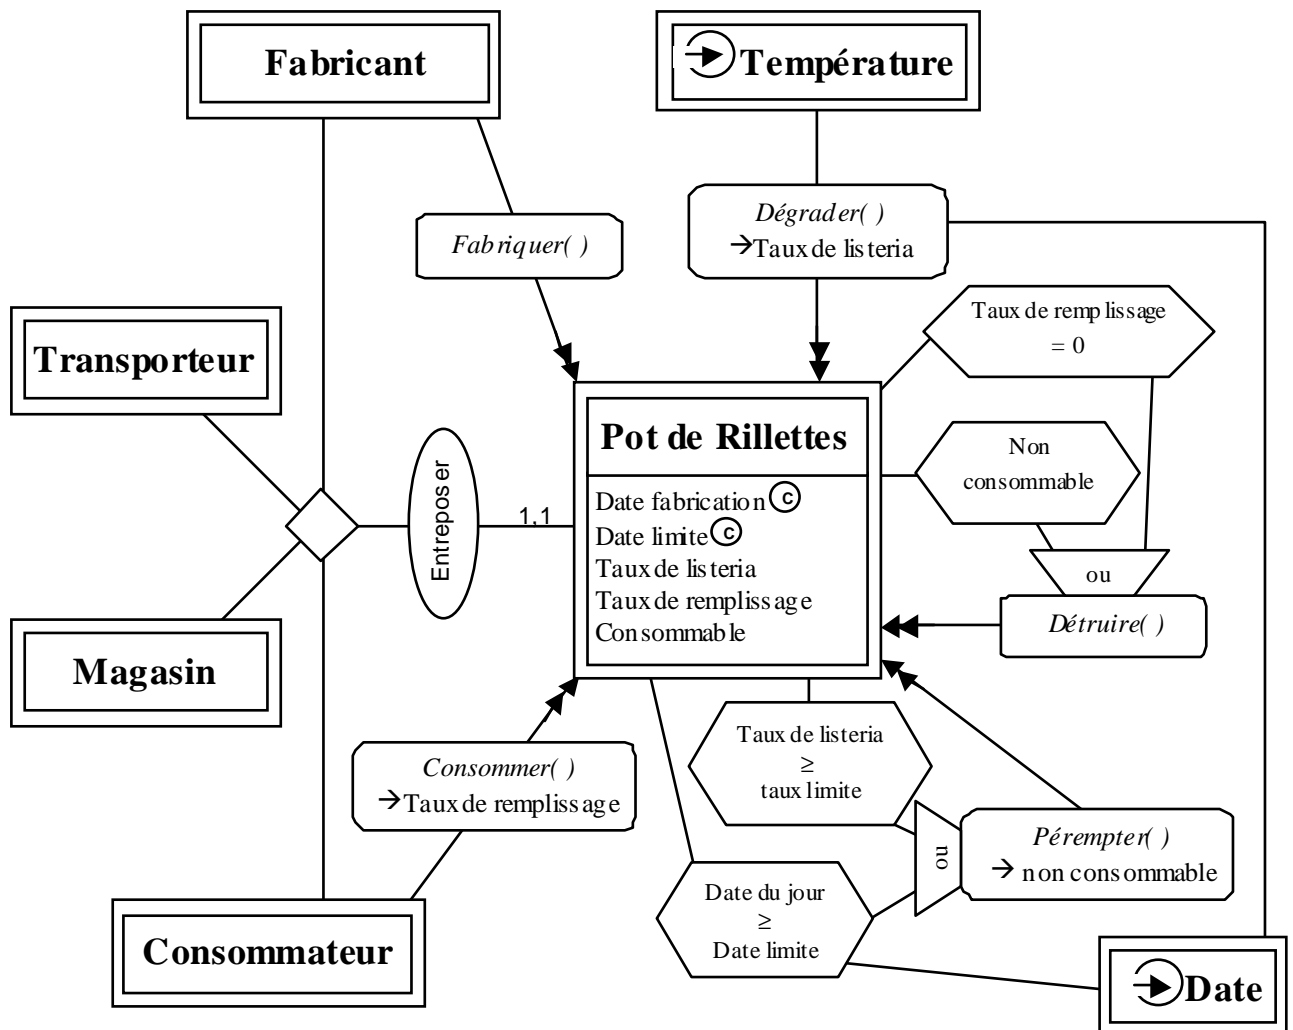 Fabricant
Température
Fabriquer( )
Dégrader( )
→Taux de listeria
Transporteur
Taux de remplissage
= 0
Pot de Rillettes
Non
consommable
Entreposer
1,1
Date fabrication C
Date limite C
Taux de listeria
Taux de remplissage
Consommable
ou
Détruire( )
Magasin
Consommer( )
→Taux de remplissage
Taux de listeria
≥
taux limite
ou
Pérempter( )
→ non consommable
Date du jour
≥
Date limite
Consommateur
Date